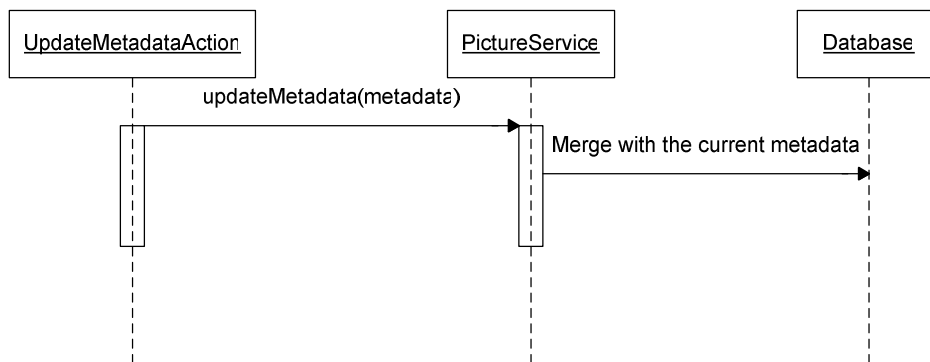 UpdateMetadataAction
PictureService
Database
updateMetadata(metadata)
Merge with the current metadata